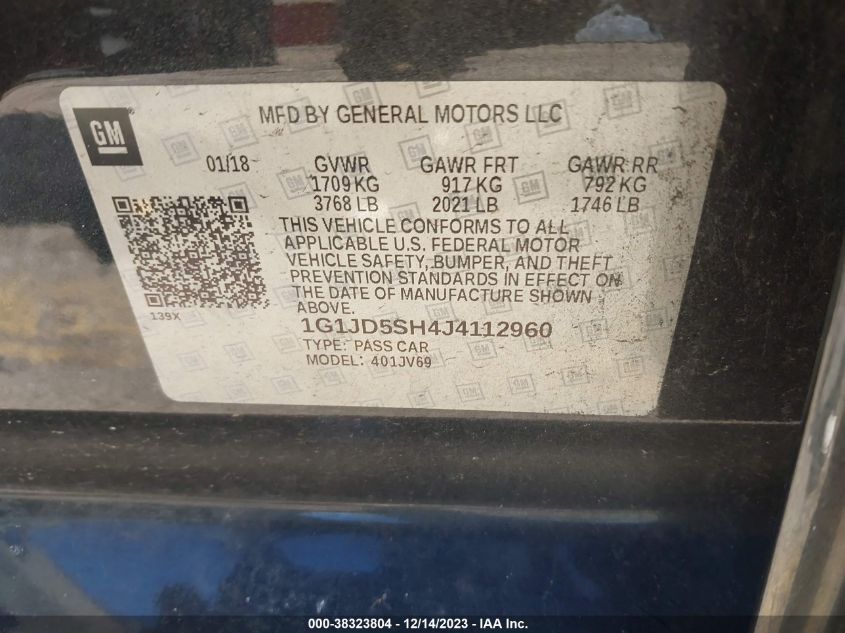 GM
MFD BY GENERAL MOTORS LLC
01/18 GVWR GAWR FRT GAWR RR
1709 KG 917 KG 792 KG
3768 LB 2021 LB 1746 LB
THIS VEHICLE CONFORMS TO ALL
APPLICABLE U.S. FEDERAL MOTOR
VEHICLE SAFETY, BUMPER, AND THEFT
PREVENTION STANDARDS IN EFFECT ON
THE DATE OF MANUFACTURE SHOWN
ABOVE.
139X
1G1JD5SH4J4112960
TYPE: PASS CAR
MODEL: 401JV69
000-38323804 - 12/14/2023 - IAA Inc.